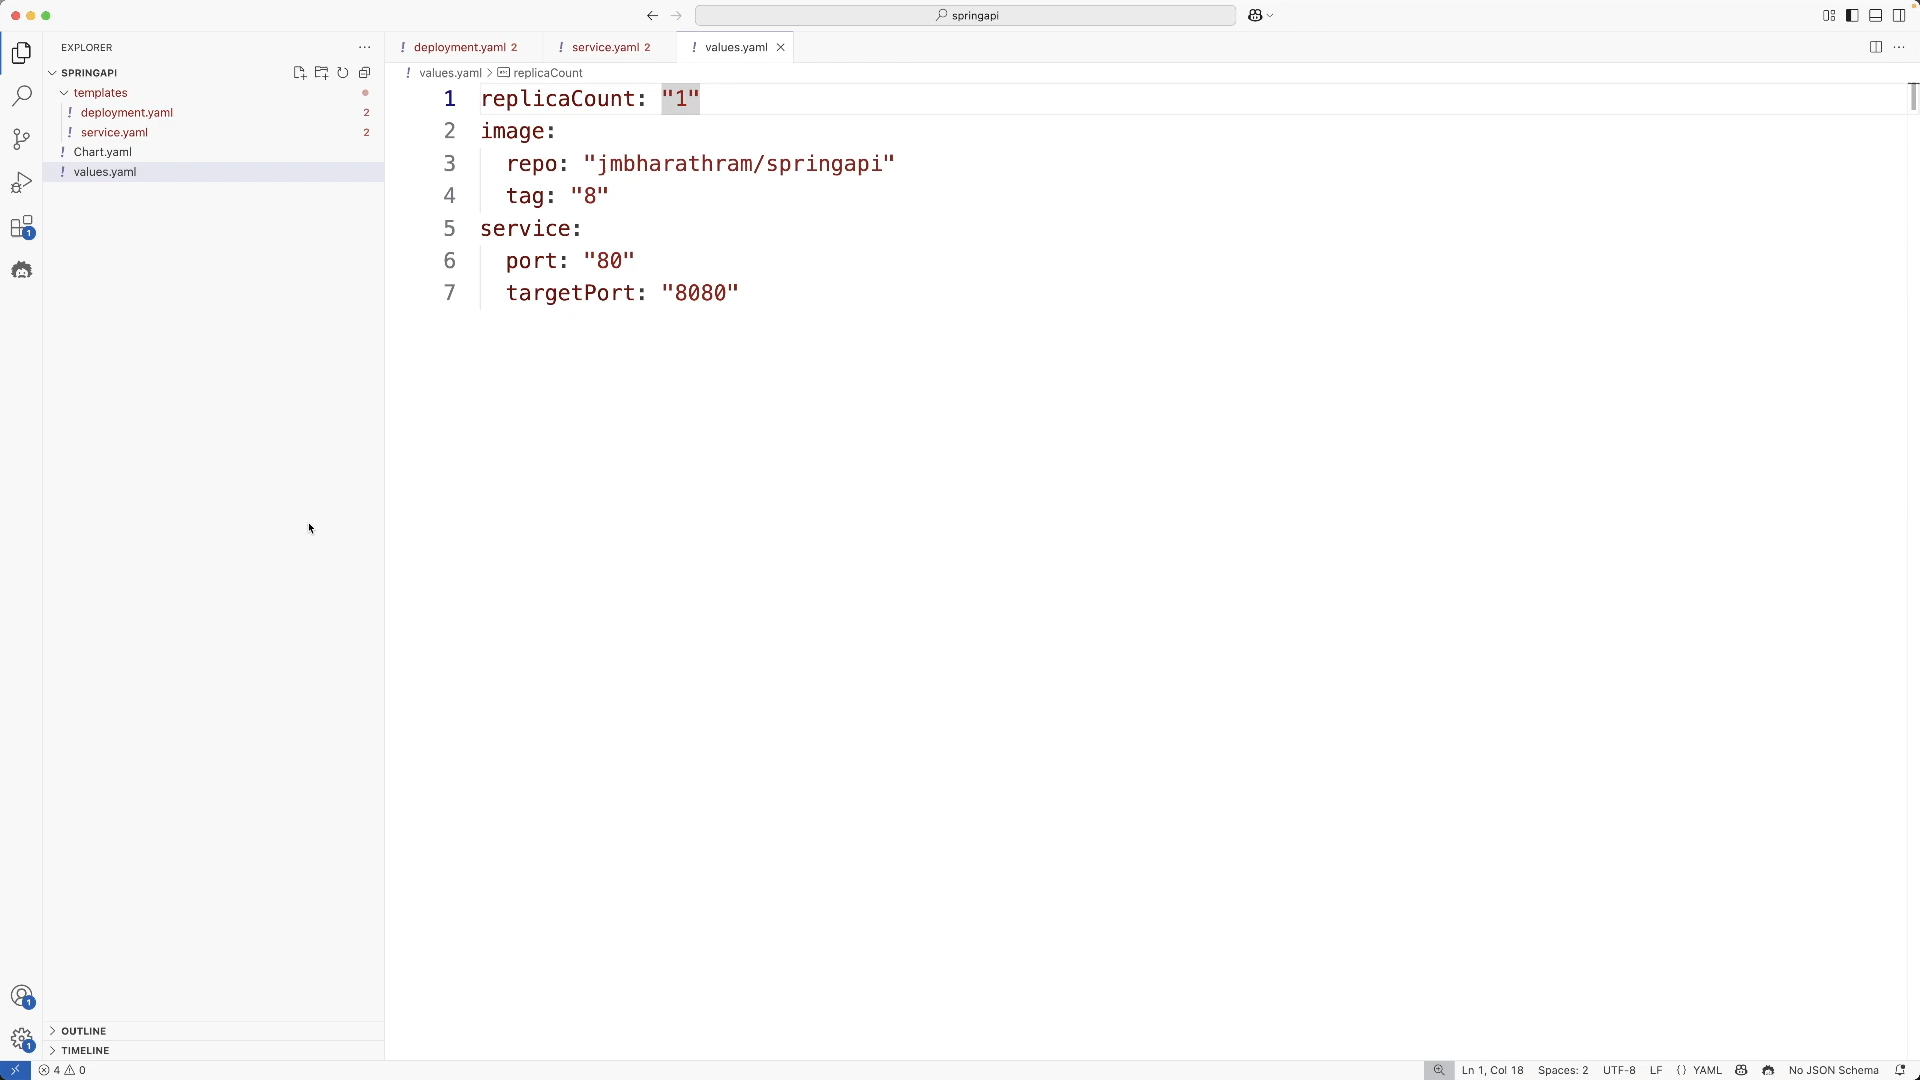 springapi
EXPLORER
SPRINGAPI
templates
! deployment.yaml 2
! service.yaml 2
! Chart.yaml
! values.yaml
OUTLINE
TIMELINE
! deployment.yaml 2
! service.yaml 2
! values.yaml
! values.yaml > replicaCount
1 replicaCount: "1"
2 image:
3 repo: "jmbharathram/springapi"
4 tag: "8"
5 service:
6 port: "80"
7 targetPort: "8080"
1
1
1
4 0
Ln 1, Col 18 Spaces: 2 UTF-8 LF {} YAML No JSON Schema